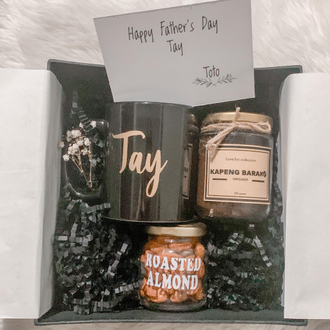 Happy Father's Day
Tay
Toto
Tay
KAPENG BARAKO
ROASTED
ALMOND